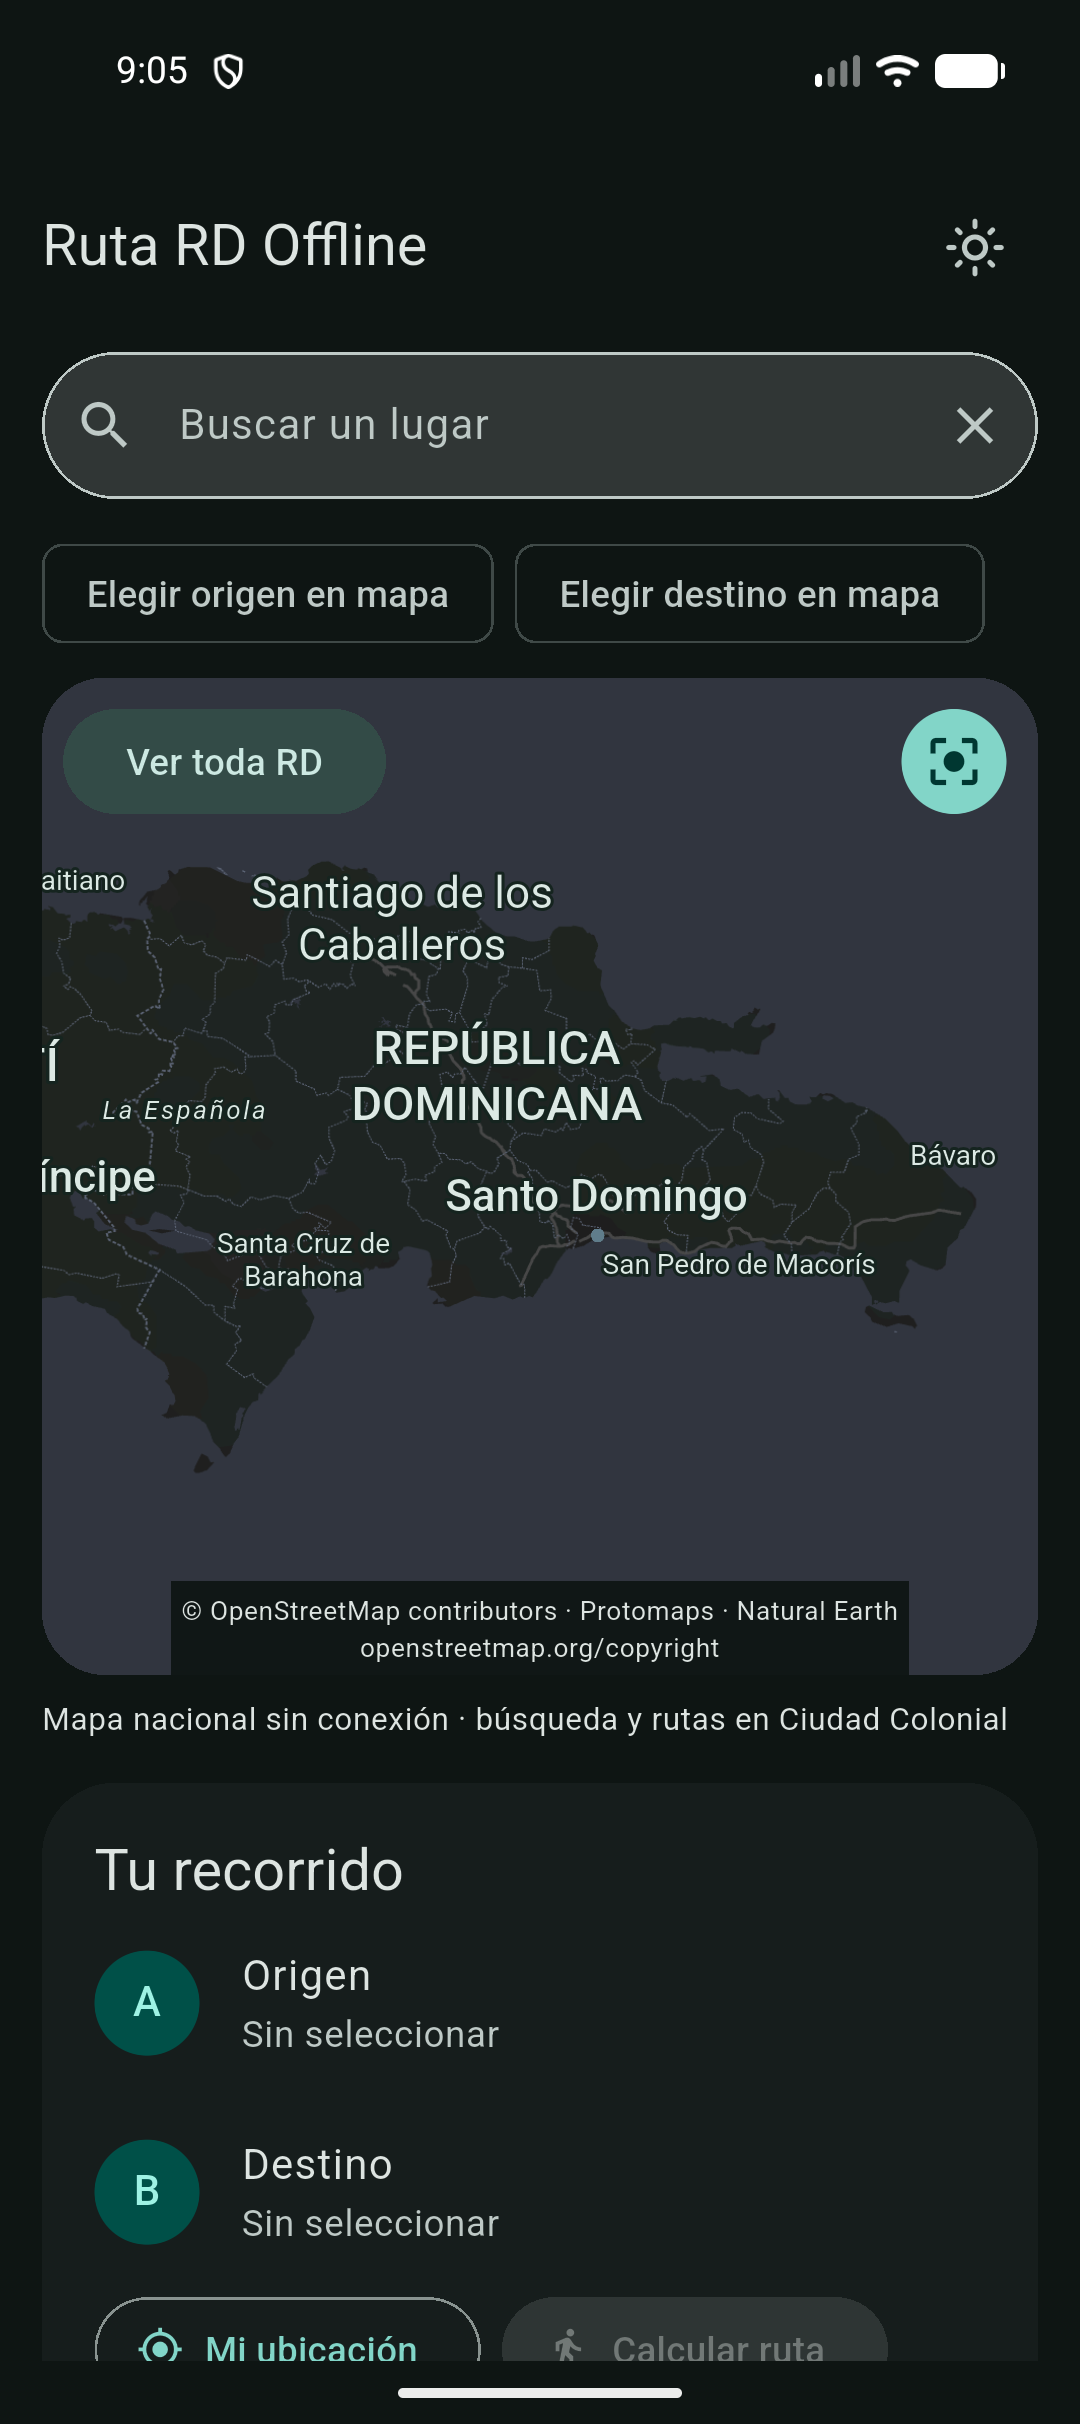 9:05
Ruta RD Offline
Buscar un lugar
Elegir origen en mapa
Elegir destino en mapa
Ver toda RD
aitiano
Santiago de los
Caballeros
REPÚBLICA
DOMINICANA
Í
La Española
Bávaro
íncipe
Santo Domingo
Santa Cruz de
Barahona
San Pedro de Macorís
© OpenStreetMap contributors · Protomaps · Natural Earth
openstreetmap.org/copyright
Mapa nacional sin conexión · búsqueda y rutas en Ciudad Colonial
Tu recorrido
A
Origen
Sin seleccionar
B
Destino
Sin seleccionar
Mi ubicación
Calcular ruta